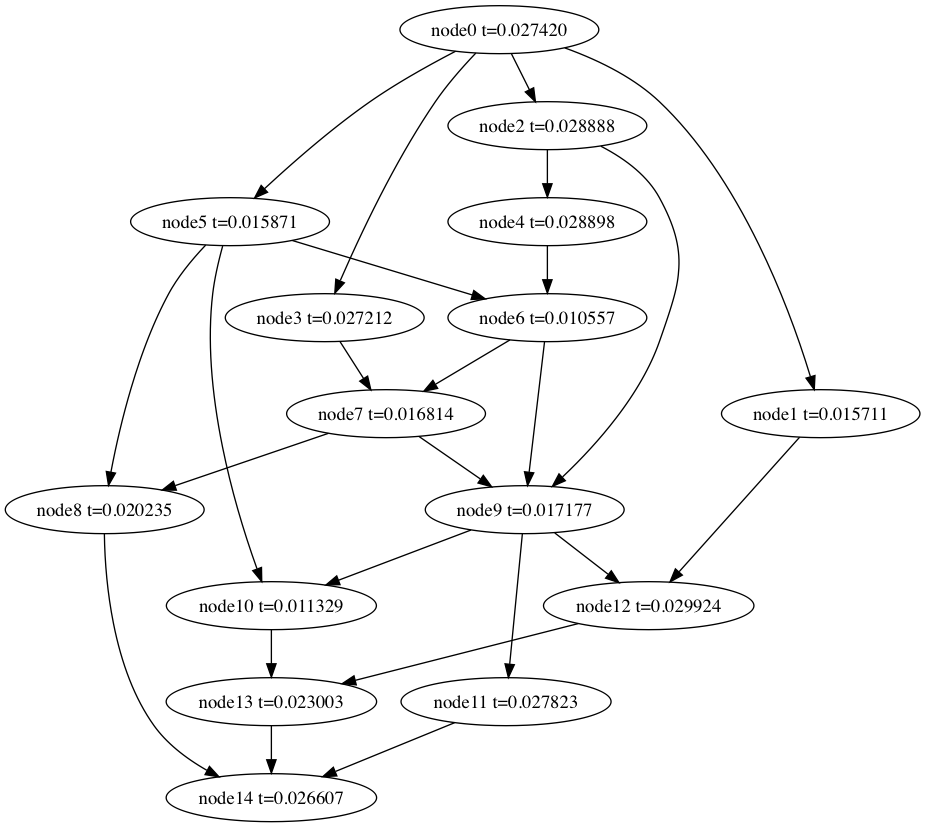 node0 t=0.027420
node2 t=0.028888
node5 t=0.015871
node4 t=0.028898
node3 t=0.027212
node6 t=0.010557
node7 t=0.016814
node1 t=0.015711
node8 t=0.020235
node9 t=0.017177
node10 t=0.011329
node12 t=0.029924
node13 t=0.023003
node11 t=0.027823
node14 t=0.026607